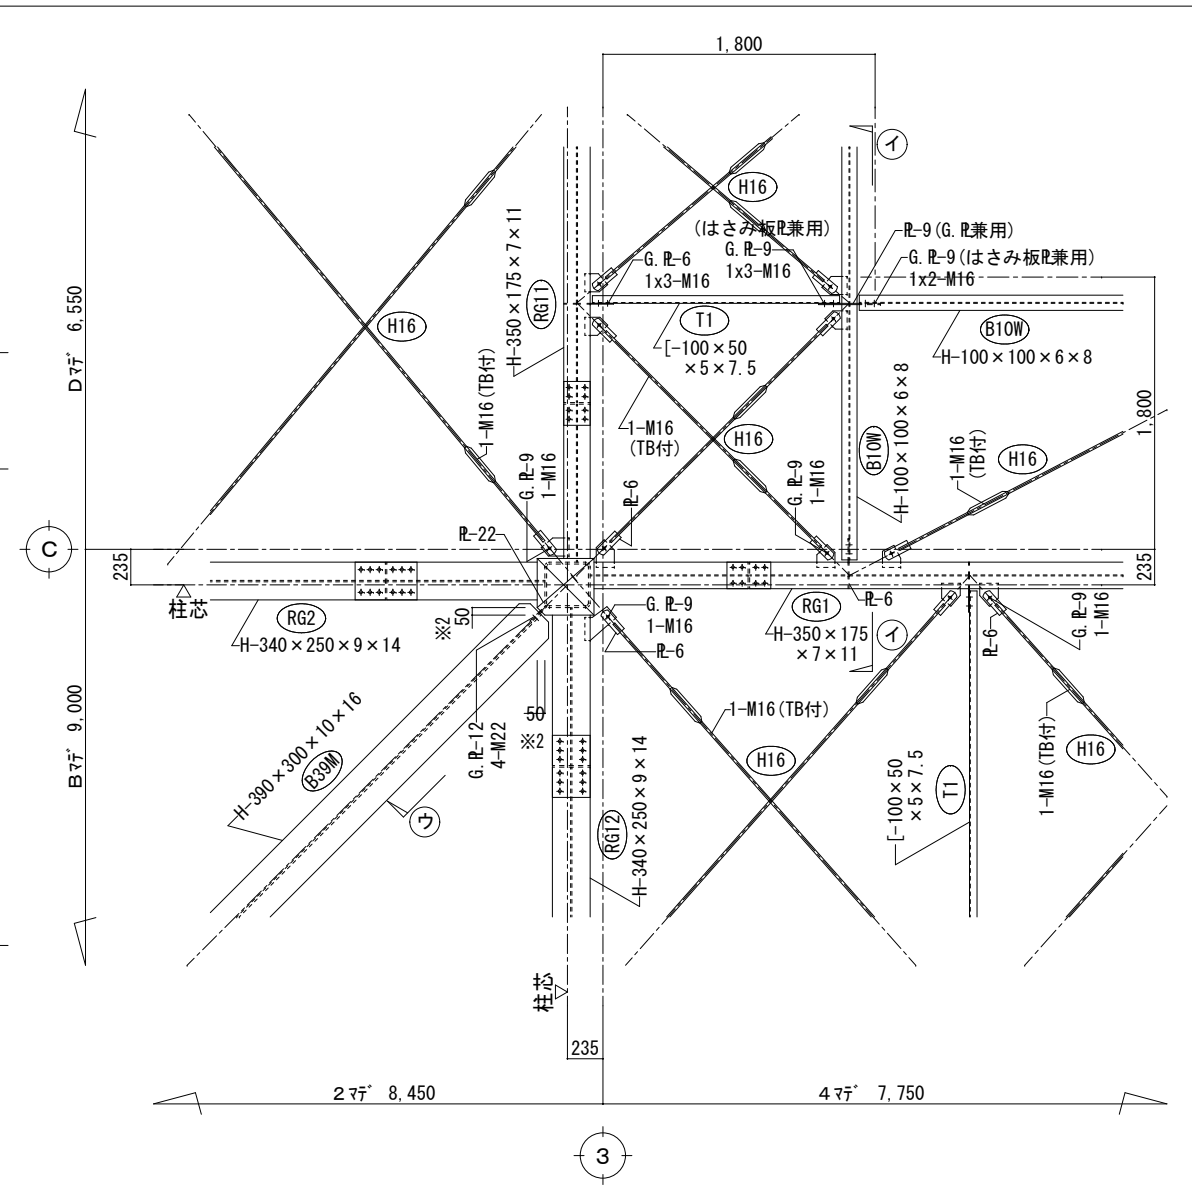 1,800
イ
H16
(はさみ板PL兼用)
G.PL-9
1x3-M16
PL-9(G.PL兼用)
G.PL-9(はさみ板PL兼用)
1x2-M16
G.PL-6
1x3-M16
H-350×175×7×11
RG11
T1
[-100×50
×5×7.5
B10W
H-100×100×6×8
Dマデ 6,550
H16
1-M16(TB付)
1-M16
(TB付)
H16
B10W
H-100×100×6×8
1-M16
(TB付)
H16
1,800
G.PL-9
1-M16
PL-6
G.PL-9
1-M16
PL-22
C
235
柱芯
RG2
H-340×250×9×14
※2
50
G.PL-9
1-M16
PL-6
RG1
H-350×175
×7×11
PL-6
イ
235
PL-6
G.PL-9
1-M16
Bマデ 9,000
H-390×300×10×16
B39M
G.PL-12
4-M22
50
※2
1-M16(TB付)
H16
ウ
RG12
H-340×250×9×14
[-100×50
×5×7.5
T1
1-M16(TB付)
H16
柱芯
235
2マデ 8,450
4マデ 7,750
3